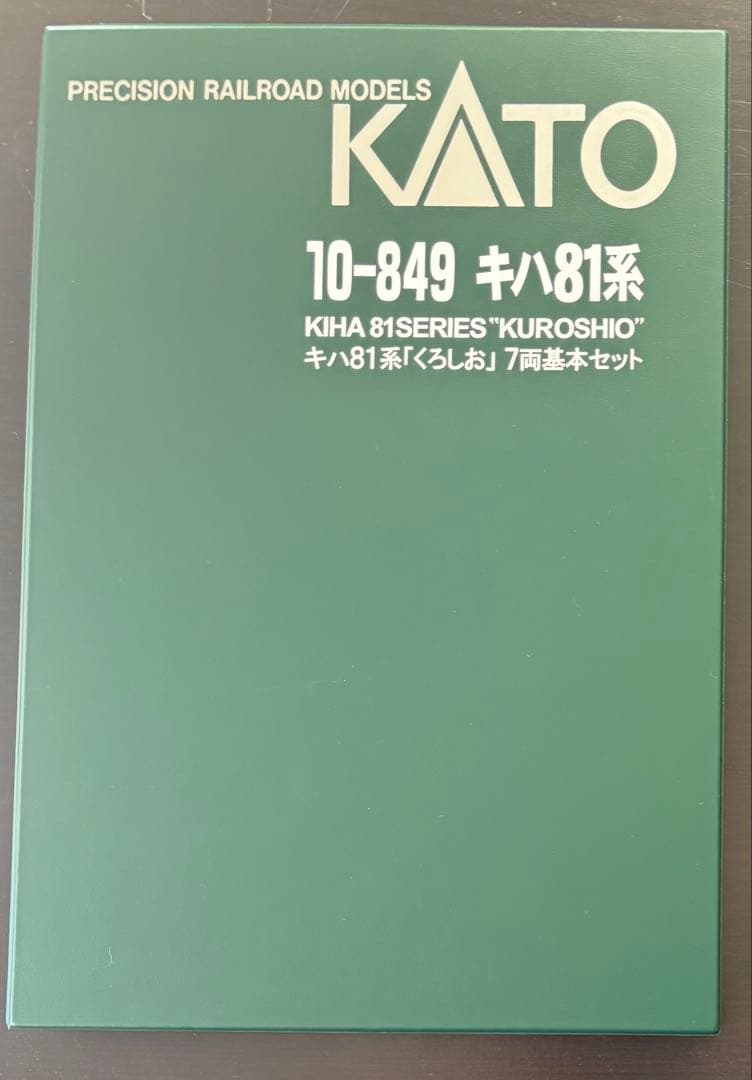 PRECISION RAILROAD MODELS
KATO
10-849 キハ81系
KIHA 81SERIES "KUROSHIO"
キハ81系「くろしお」7両基本セット